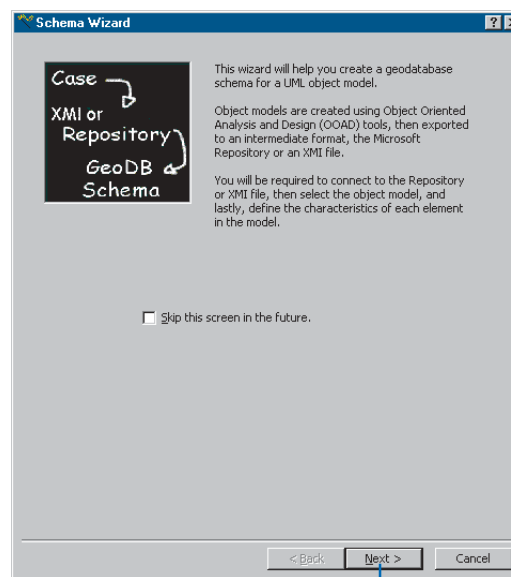 Schema Wizard
Case
XMI or
Repository
GeoDB
Schema
This wizard will help you create a geodatabase
schema for a UML object model.
Object models are created using Object Oriented
Analysis and Design (OOAD) tools, then exported
to an intermediate format, the Microsoft
Repository or an XMI file.
You will be required to connect to the Repository
or XMI file, then select the object model, and
lastly, define the characteristics of each element
in the model.
Skip this screen in the future.
< Back
Next >
Cancel